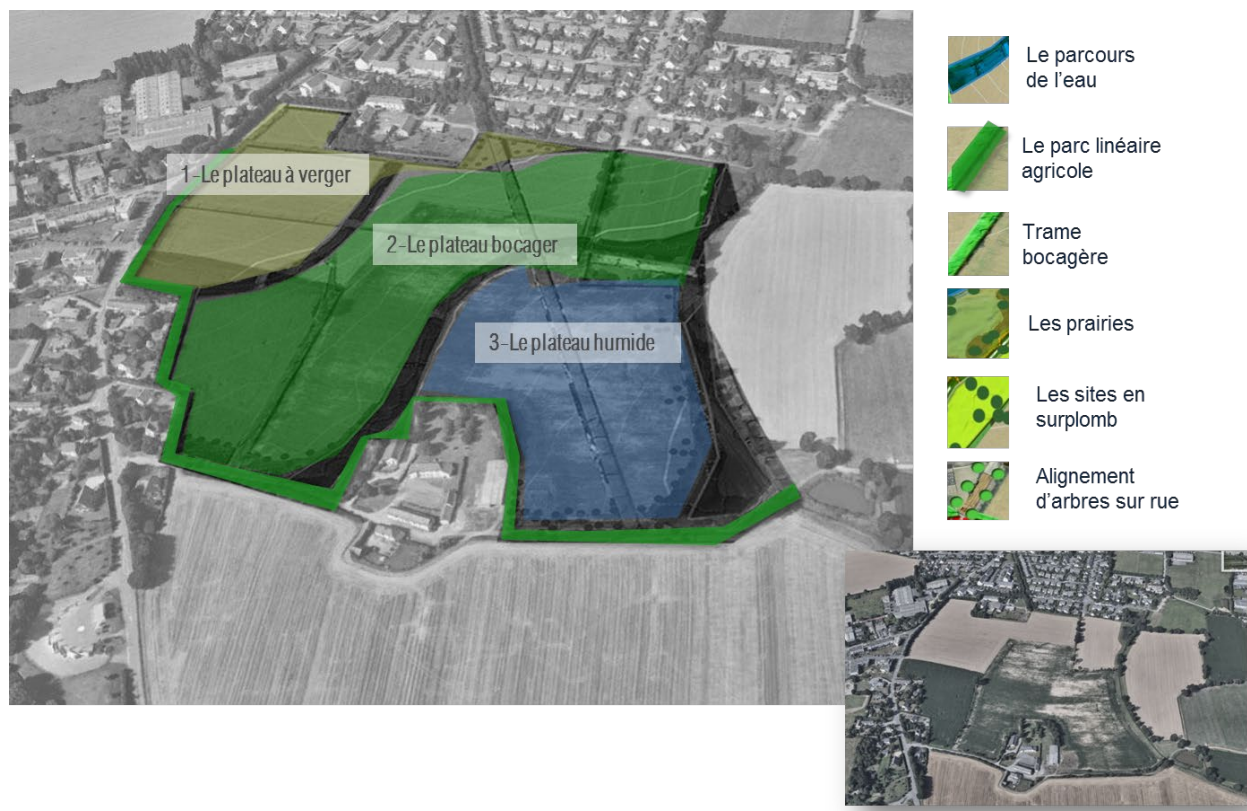 1-Le plateau à verger
2-Le plateau bocager
3-Le plateau humide
Le parcours
de l’eau
Le parc linéaire
agricole
Trame
bocagère
Les prairies
Les sites en
surplomb
Alignement
d’arbres sur rue